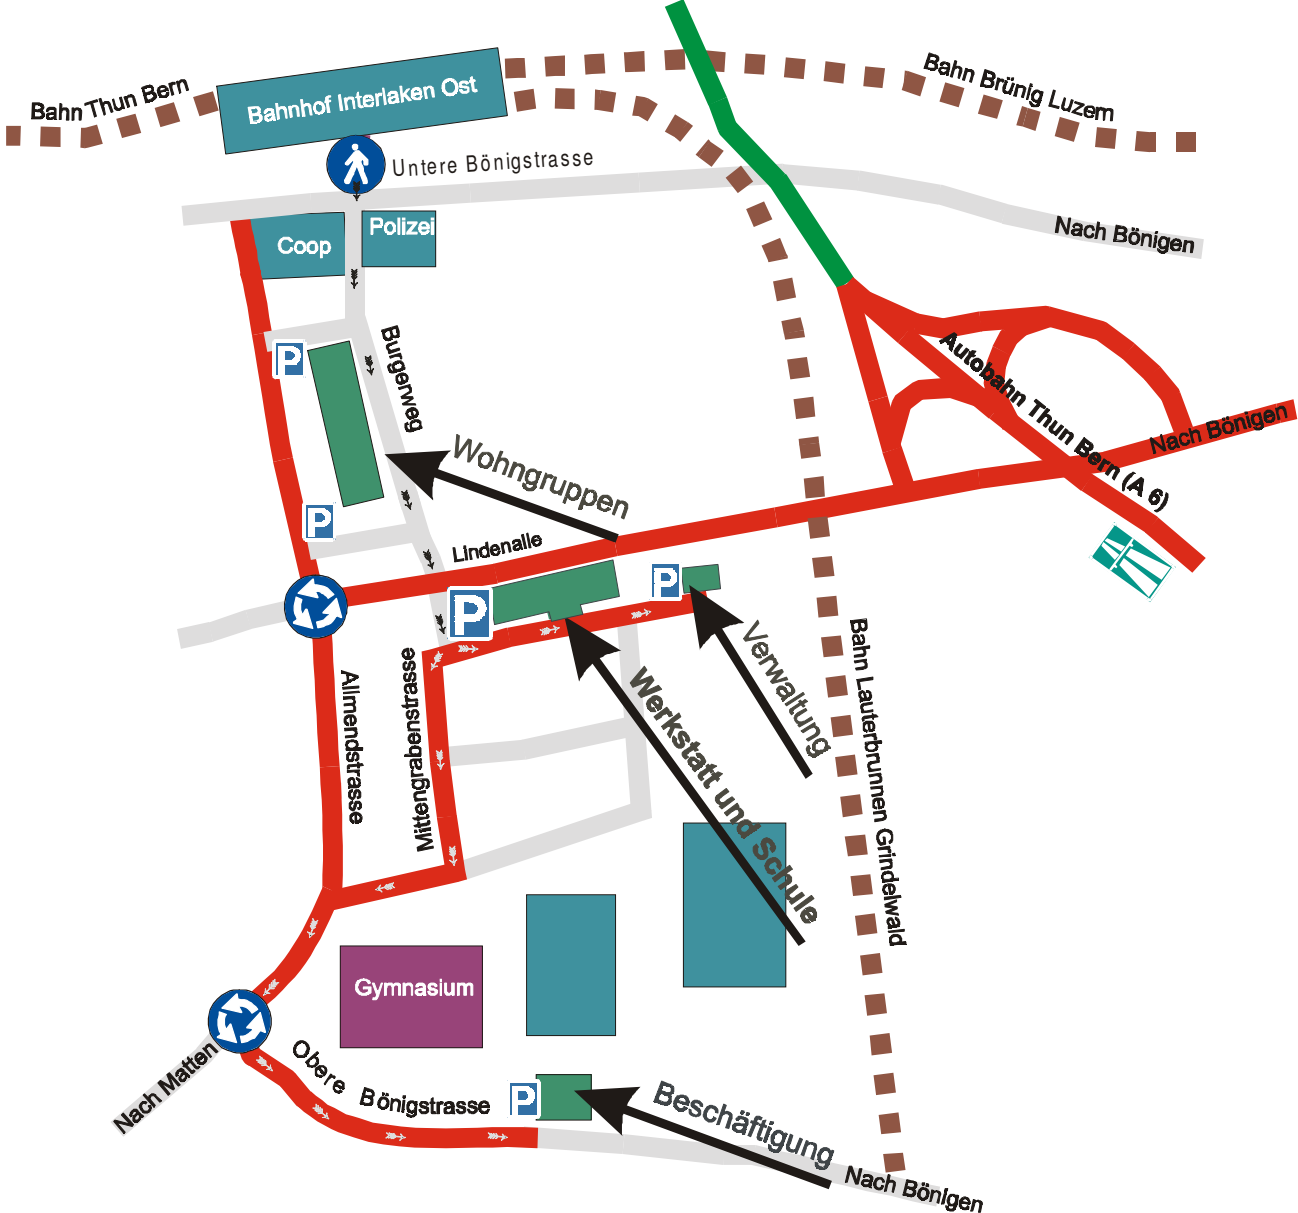 Bahn Brünig Luzern
Bahn Thun Bern
Bahnhof Interlaken Ost
Untere Bönigstrasse
Polizei
Coop
Nach Bönigen
Burgerweg
P
Autobahn Thun Bern (A 6)
Nach Bönigen
Wohngruppen
P
Lindenalle
P
P
Verwaltung
Bahn Lauterbrunnen Grindelwald
Werkstatt und Schule
Allmendstrasse
Mittengrabenstrasse
Gymnasium
Nach Matten
Obere Bönigstrasse
P
Beschäftigung
Nach Bönigen